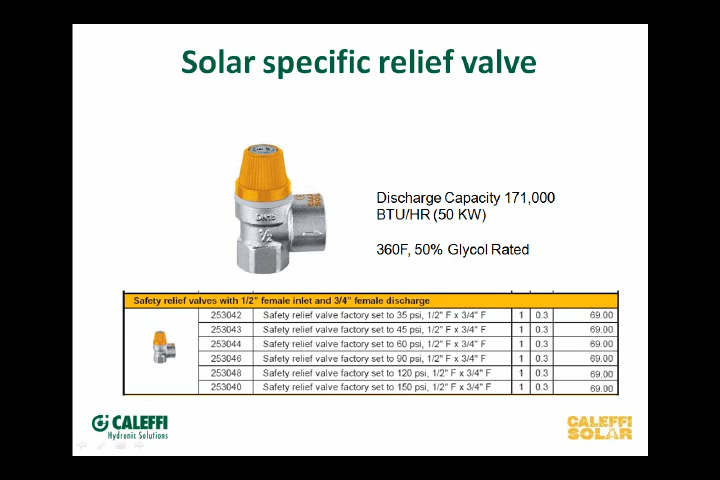 Solar specific relief valve
DN 15
1/2
CALEFFI
SOLAR
Discharge Capacity 171,000
BTU/HR (50 KW)
360F, 50% Glycol Rated
Safety relief valves with 1/2" female inlet and 3/4" female discharge
253042 Safety relief valve factory set to 35 psi, 1/2" F x 3/4" F 1 0.3 69.00
253043 Safety relief valve factory set to 45 psi, 1/2" F x 3/4" F 1 0.3 69.00
253044 Safety relief valve factory set to 60 psi, 1/2" F x 3/4" F 1 0.3 69.00
253046 Safety relief valve factory set to 90 psi, 1/2" F x 3/4" F 1 0.3 69.00
253048 Safety relief valve factory set to 120 psi, 1/2" F x 3/4" F 1 0.3 69.00
253040 Safety relief valve factory set to 150 psi, 1/2" F x 3/4" F 1 0.3 69.00
CALEFFI
Hydronic Solutions
CALEFFI
SOLAR